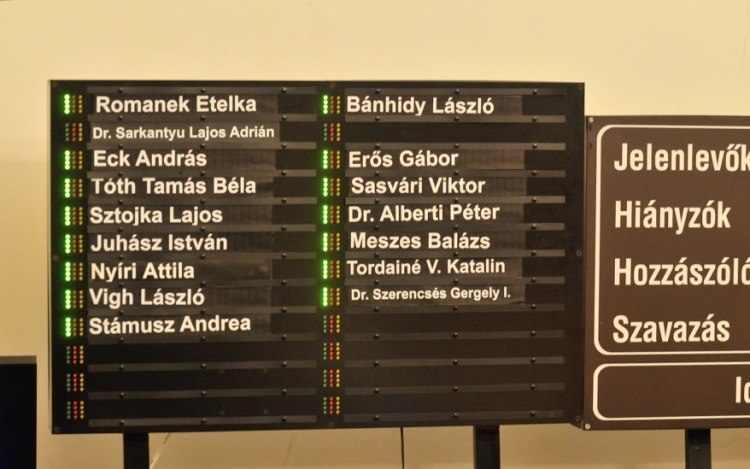 Romanek Etelka
Dr. Sarkantyu Lajos Adrián
Eck András
Tóth Tamás Béla
Sztojka Lajos
Juhász István
Nyíri Attila
Vigh László
Stámusz Andrea
Bánhidy László
Erős Gábor
Sasvári Viktor
Dr. Alberti Péter
Meszes Balázs
Tordainé V. Katalin
Dr. Szerencsés Gergely I.
Jelenlevők
Hiányzók
Hozzászóló
Szavazás